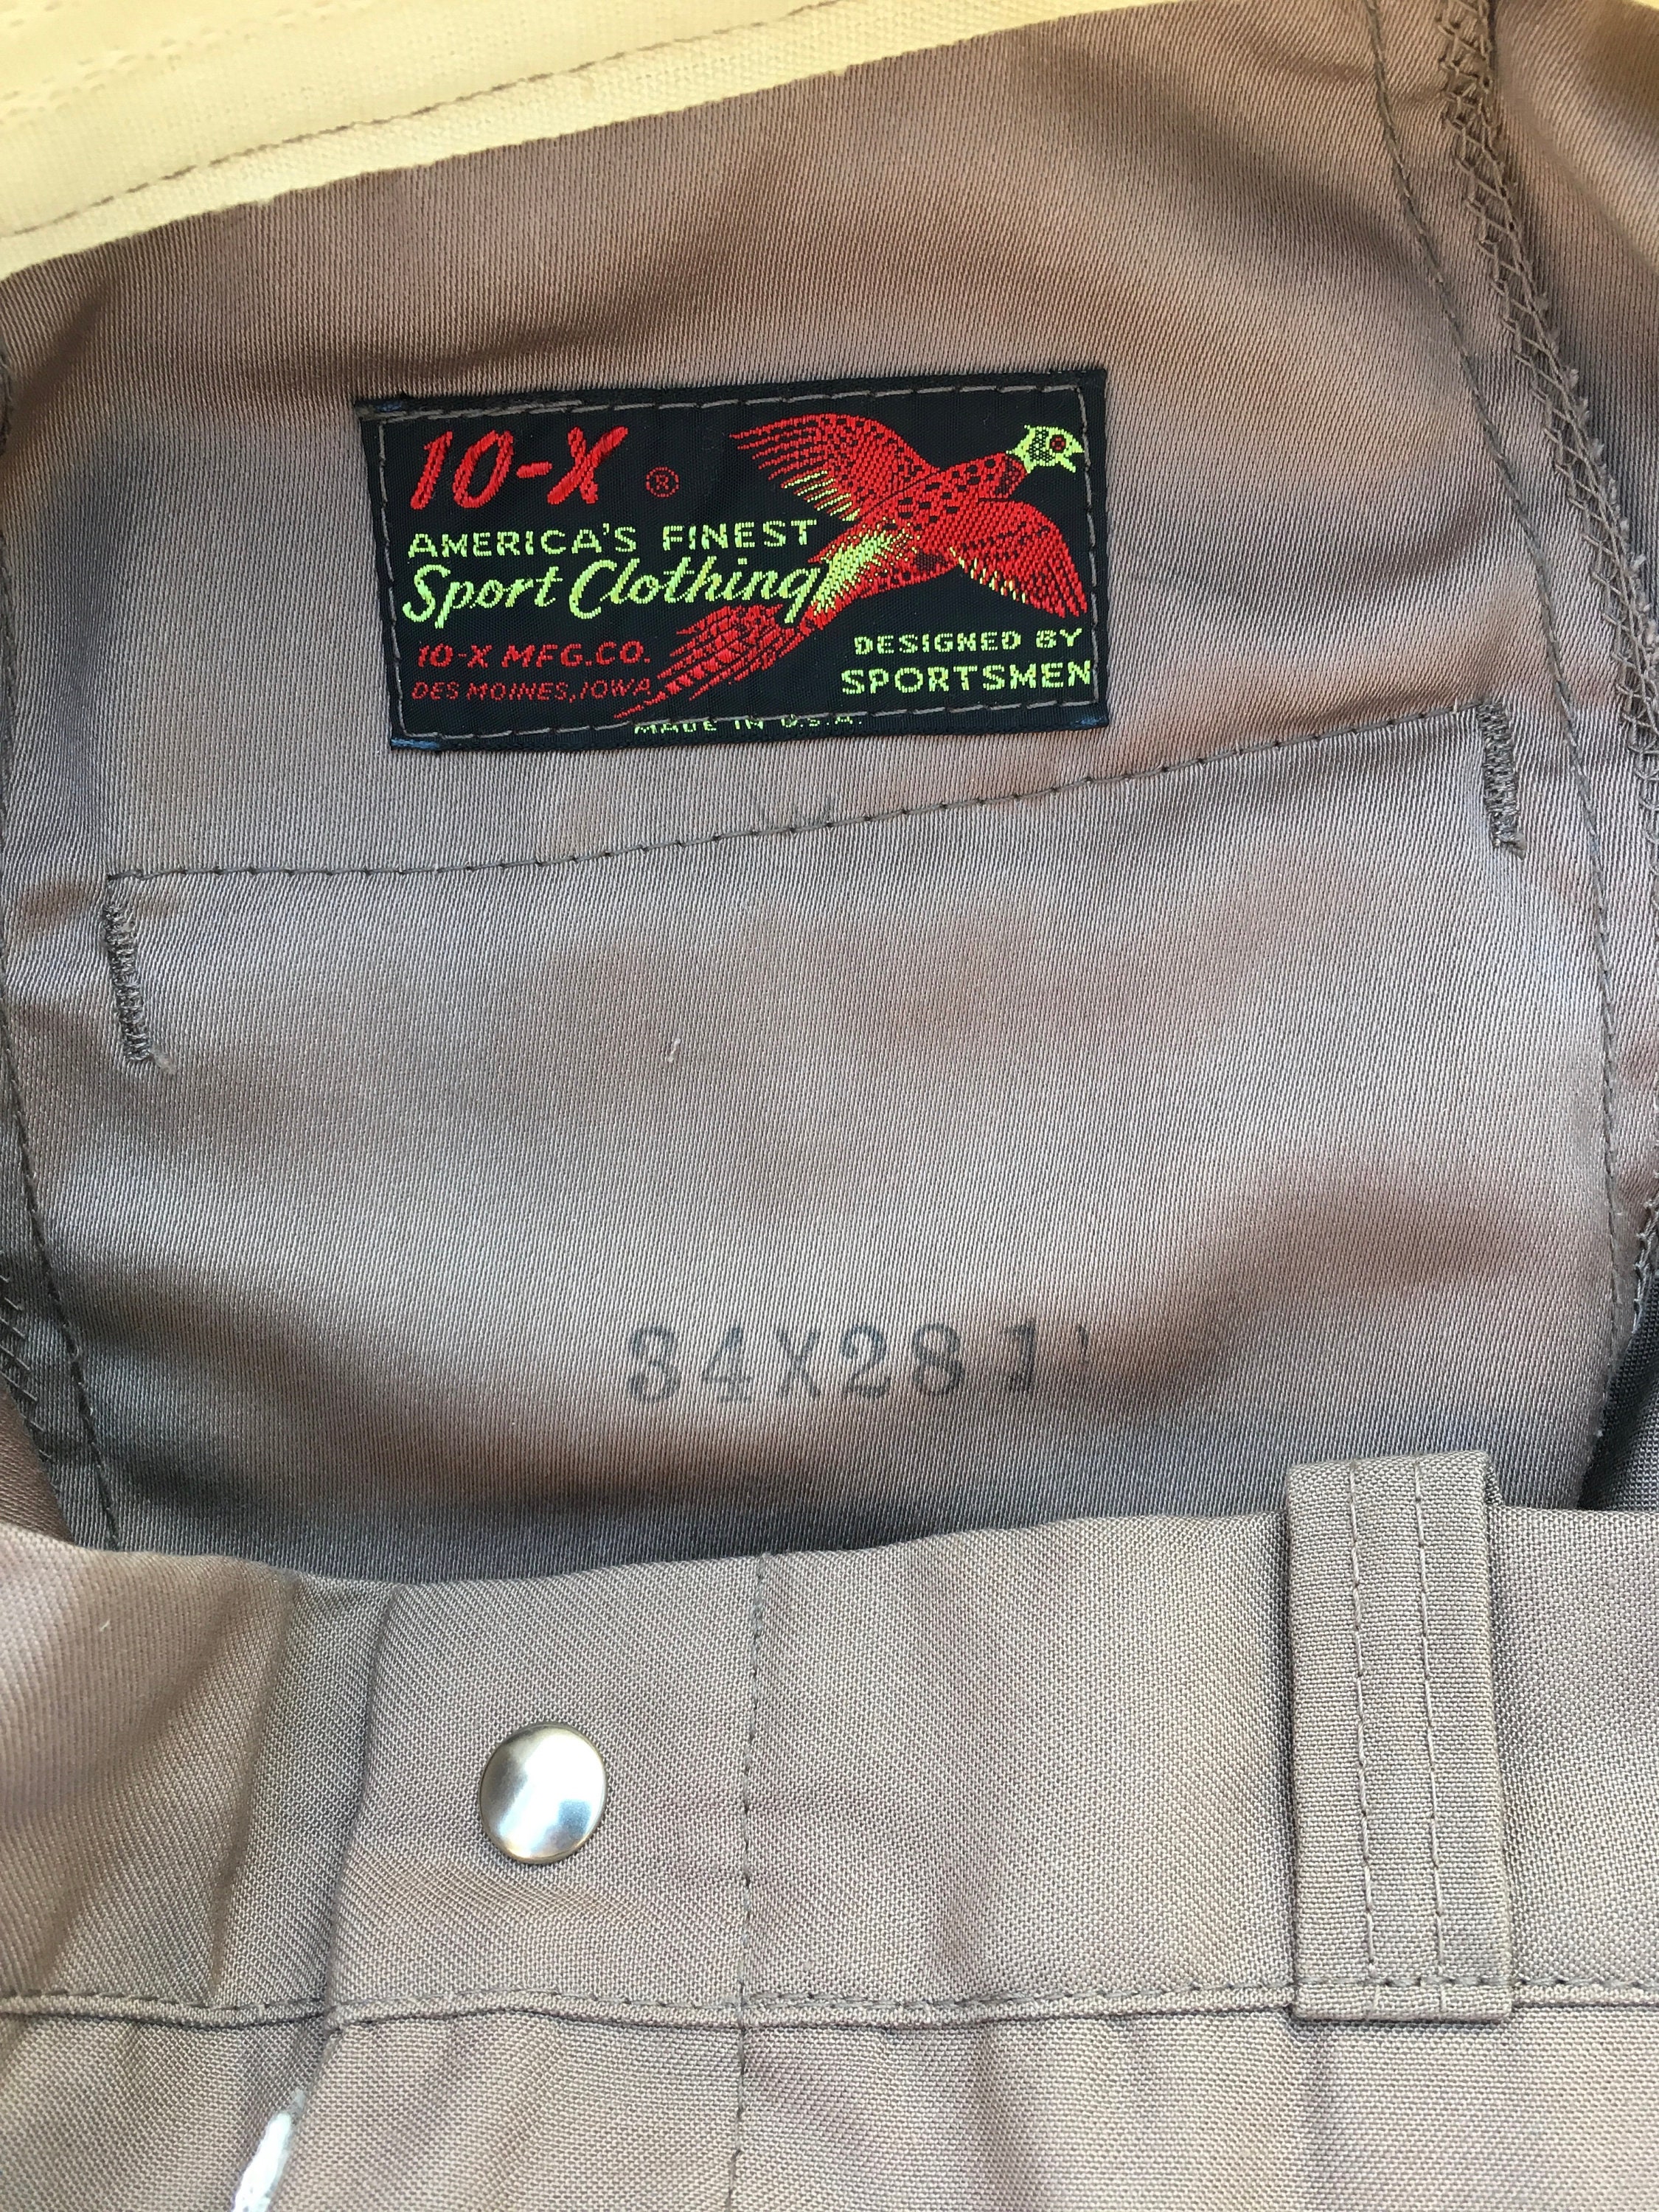 10-X ®
AMERICA'S FINEST
Sport Clothing
10-X MFG.CO.
DES MOINES, IOWA
DESIGNED BY
SPORTSMEN
MADE IN U.S.A.
34X28